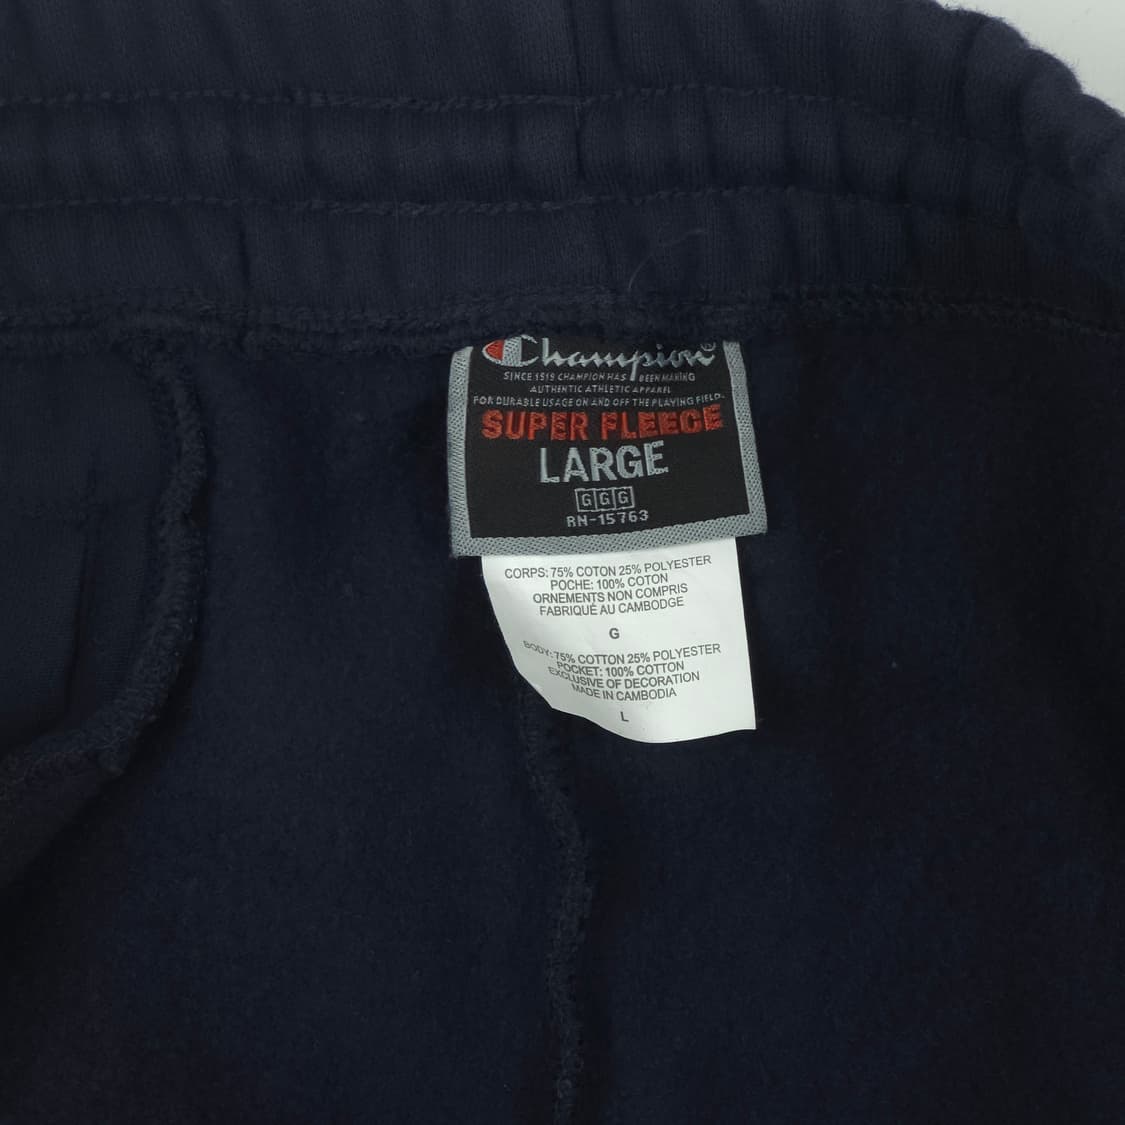 Champion®
SINCE 1919 CHAMPION HAS BEEN MAKING
AUTHENTIC ATHLETIC APPAREL
FOR DURABLE USAGE ON AND OFF THE PLAYING FIELD.
SUPER FLEECE
LARGE
G G G
RN-15763
CORPS: 75% COTON 25% POLYESTER
POCHE: 100% COTON
ORNEMENTS NON COMPRIS
FABRIQUÉ AU CAMBODGE
G
BODY: 75% COTTON 25% POLYESTER
POCKET: 100% COTTON
EXCLUSIVE OF DECORATION
MADE IN CAMBODIA
L